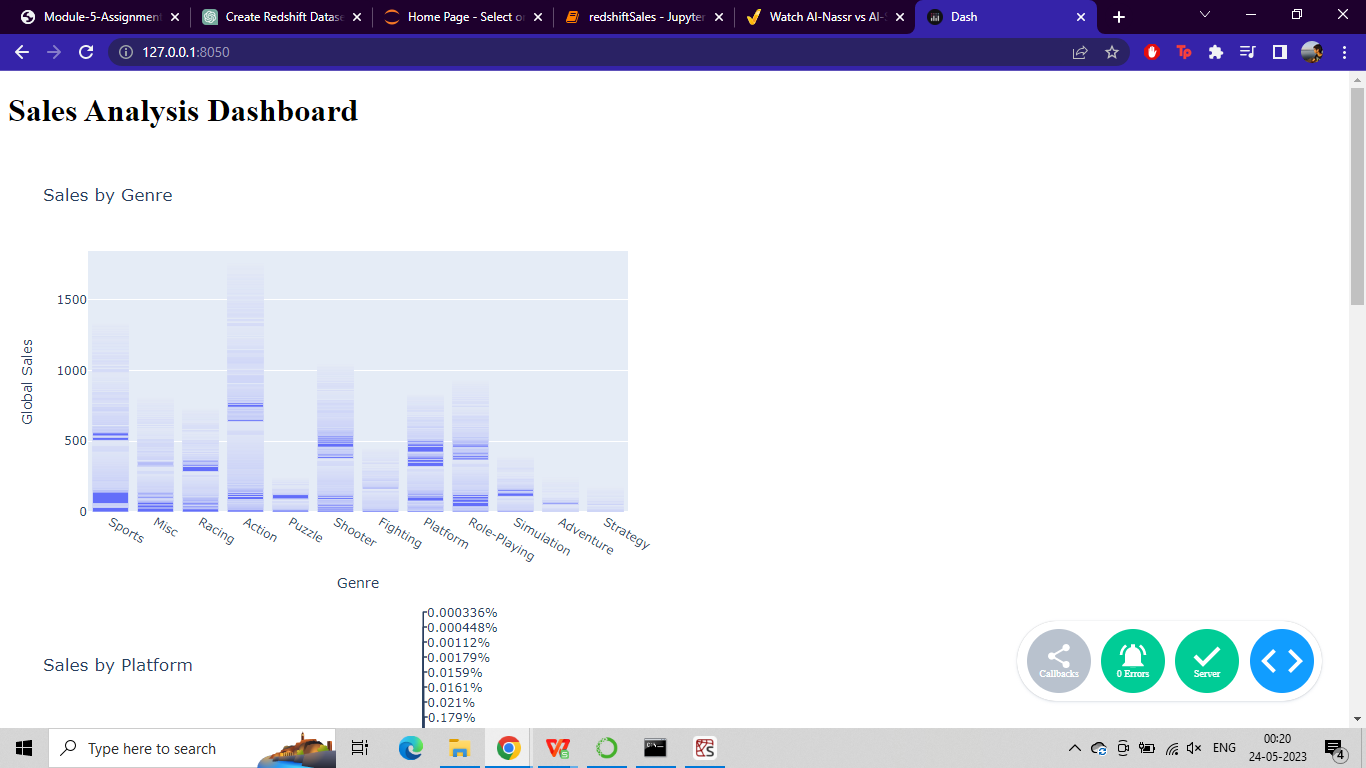 Module-5-Assignment
Create Redshift Datase
Home Page - Select or
redshiftSales - Jupyter
Watch Al-Nassr vs Al-S
Dash
127.0.0.1:8050
Tp
Sales Analysis Dashboard
Sales by Genre
Global Sales
1500
1000
500
0
Sports
Misc
Racing
Action
Puzzle
Shooter
Fighting
Platform
Role-Playing
Simulation
Adventure
Strategy
Genre
Sales by Platform
0.000336%
0.000448%
0.00112%
0.00179%
0.0159%
0.0161%
0.021%
0.179%
Callbacks
0 Errors
Server
Type here to search
ENG
00:20
24-05-2023
4